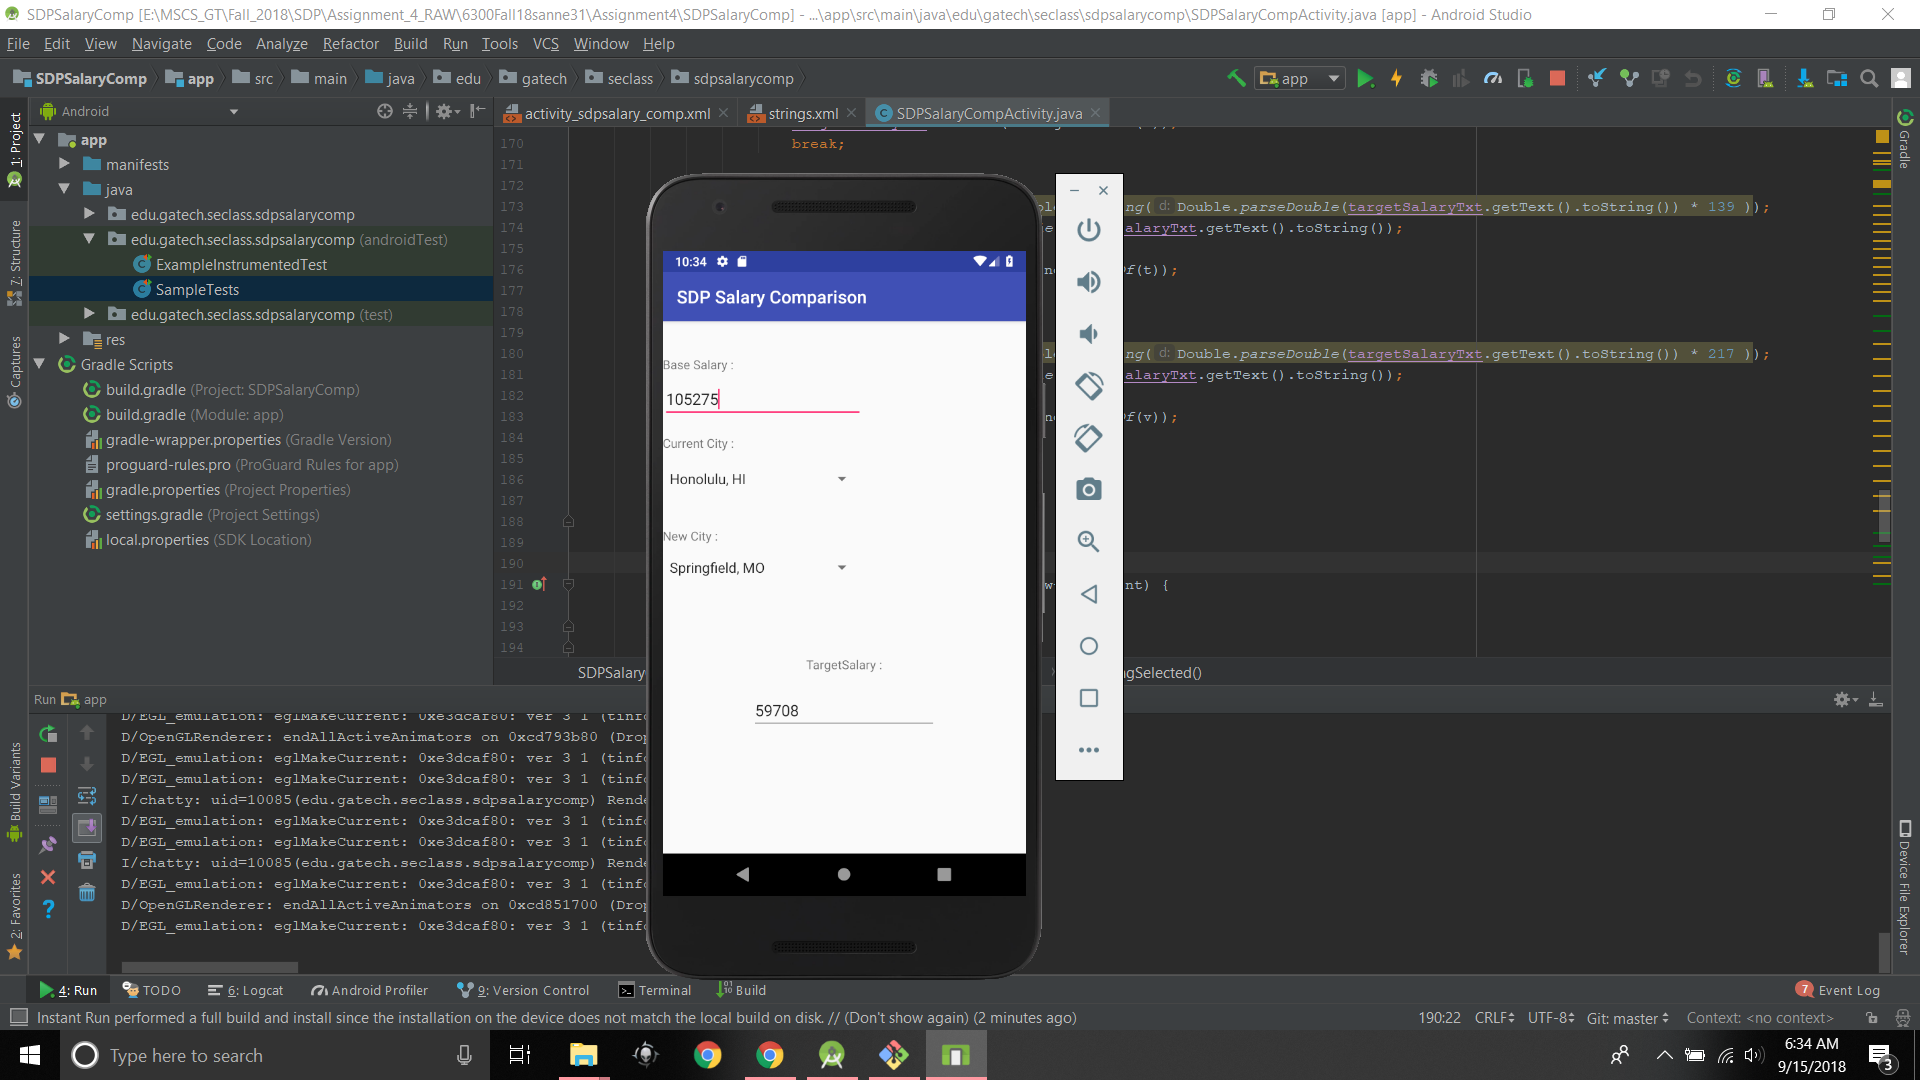 SDPSalaryComp [E:\MSCS_GT\Fall_2018\SDP\Assignment_4_RAW\6300Fall18sanne31\Assignment4\SDPSalaryComp] - ...\app\src\main\java\edu\gatech\seclass\sdpsalarycomp\SDPSalaryCompActivity.java [app] - Android Studio
File Edit View Navigate Code Analyze Refactor Build Run Tools VCS Window Help
SDPSalaryComp app src main java edu gatech seclass sdpsalarycomp
app
Android
activity_sdpsalary_comp.xml strings.xml SDPSalaryCompActivity.java
1: Project
7: Structure
Captures
Build Variants
2: Favorites
app
manifests
java
edu.gatech.seclass.sdpsalarycomp
edu.gatech.seclass.sdpsalarycomp (androidTest)
ExampleInstrumentedTest
SampleTests
edu.gatech.seclass.sdpsalarycomp (test)
res
Gradle Scripts
build.gradle (Project: SDPSalaryComp)
build.gradle (Module: app)
gradle-wrapper.properties (Gradle Version)
proguard-rules.pro (ProGuard Rules for app)
gradle.properties (Project Properties)
settings.gradle (Project Settings)
local.properties (SDK Location)
170 break;
171
172
173 ng( d: Double.parseDouble(targetSalaryTxt.getText().toString()) * 139 ));
174 alaryTxt.getText().toString());
175
176 f(t));
177
178
179
180 ng( d: Double.parseDouble(targetSalaryTxt.getText().toString()) * 217 ));
181 alaryTxt.getText().toString());
182
183 f(v));
184
185
186
187
188
189
190
191 nt) {
192
193
194
SDPSalary gSelected()
10:34
SDP Salary Comparison
Base Salary :
105275
Current City :
Honolulu, HI
New City :
Springfield, MO
TargetSalary :
59708
Gradle
Device File Explorer
Run app
D/EGL_emulation: eglMakeCurrent: 0xe3dcaf80: ver 3 1 (tinfo
D/OpenGLRenderer: endAllActiveAnimators on 0xcd793b80 (Drop
D/EGL_emulation: eglMakeCurrent: 0xe3dcaf80: ver 3 1 (tinfo
D/EGL_emulation: eglMakeCurrent: 0xe3dcaf80: ver 3 1 (tinfo
I/chatty: uid=10085(edu.gatech.seclass.sdpsalarycomp) Rende
D/EGL_emulation: eglMakeCurrent: 0xe3dcaf80: ver 3 1 (tinfo
D/EGL_emulation: eglMakeCurrent: 0xe3dcaf80: ver 3 1 (tinfo
I/chatty: uid=10085(edu.gatech.seclass.sdpsalarycomp) Rende
D/EGL_emulation: eglMakeCurrent: 0xe3dcaf80: ver 3 1 (tinfo
D/OpenGLRenderer: endAllActiveAnimators on 0xcd851700 (Drop
D/EGL_emulation: eglMakeCurrent: 0xe3dcaf80: ver 3 1 (tinfo
4: Run TODO 6: Logcat Android Profiler 9: Version Control Terminal Build 7 Event Log
Instant Run performed a full build and install since the installation on the device does not match the local build on disk. // (Don't show again) (2 minutes ago) 190:22 CRLF UTF-8 Git: master Context: <no context>
Type here to search
6:34 AM
9/15/2018
3